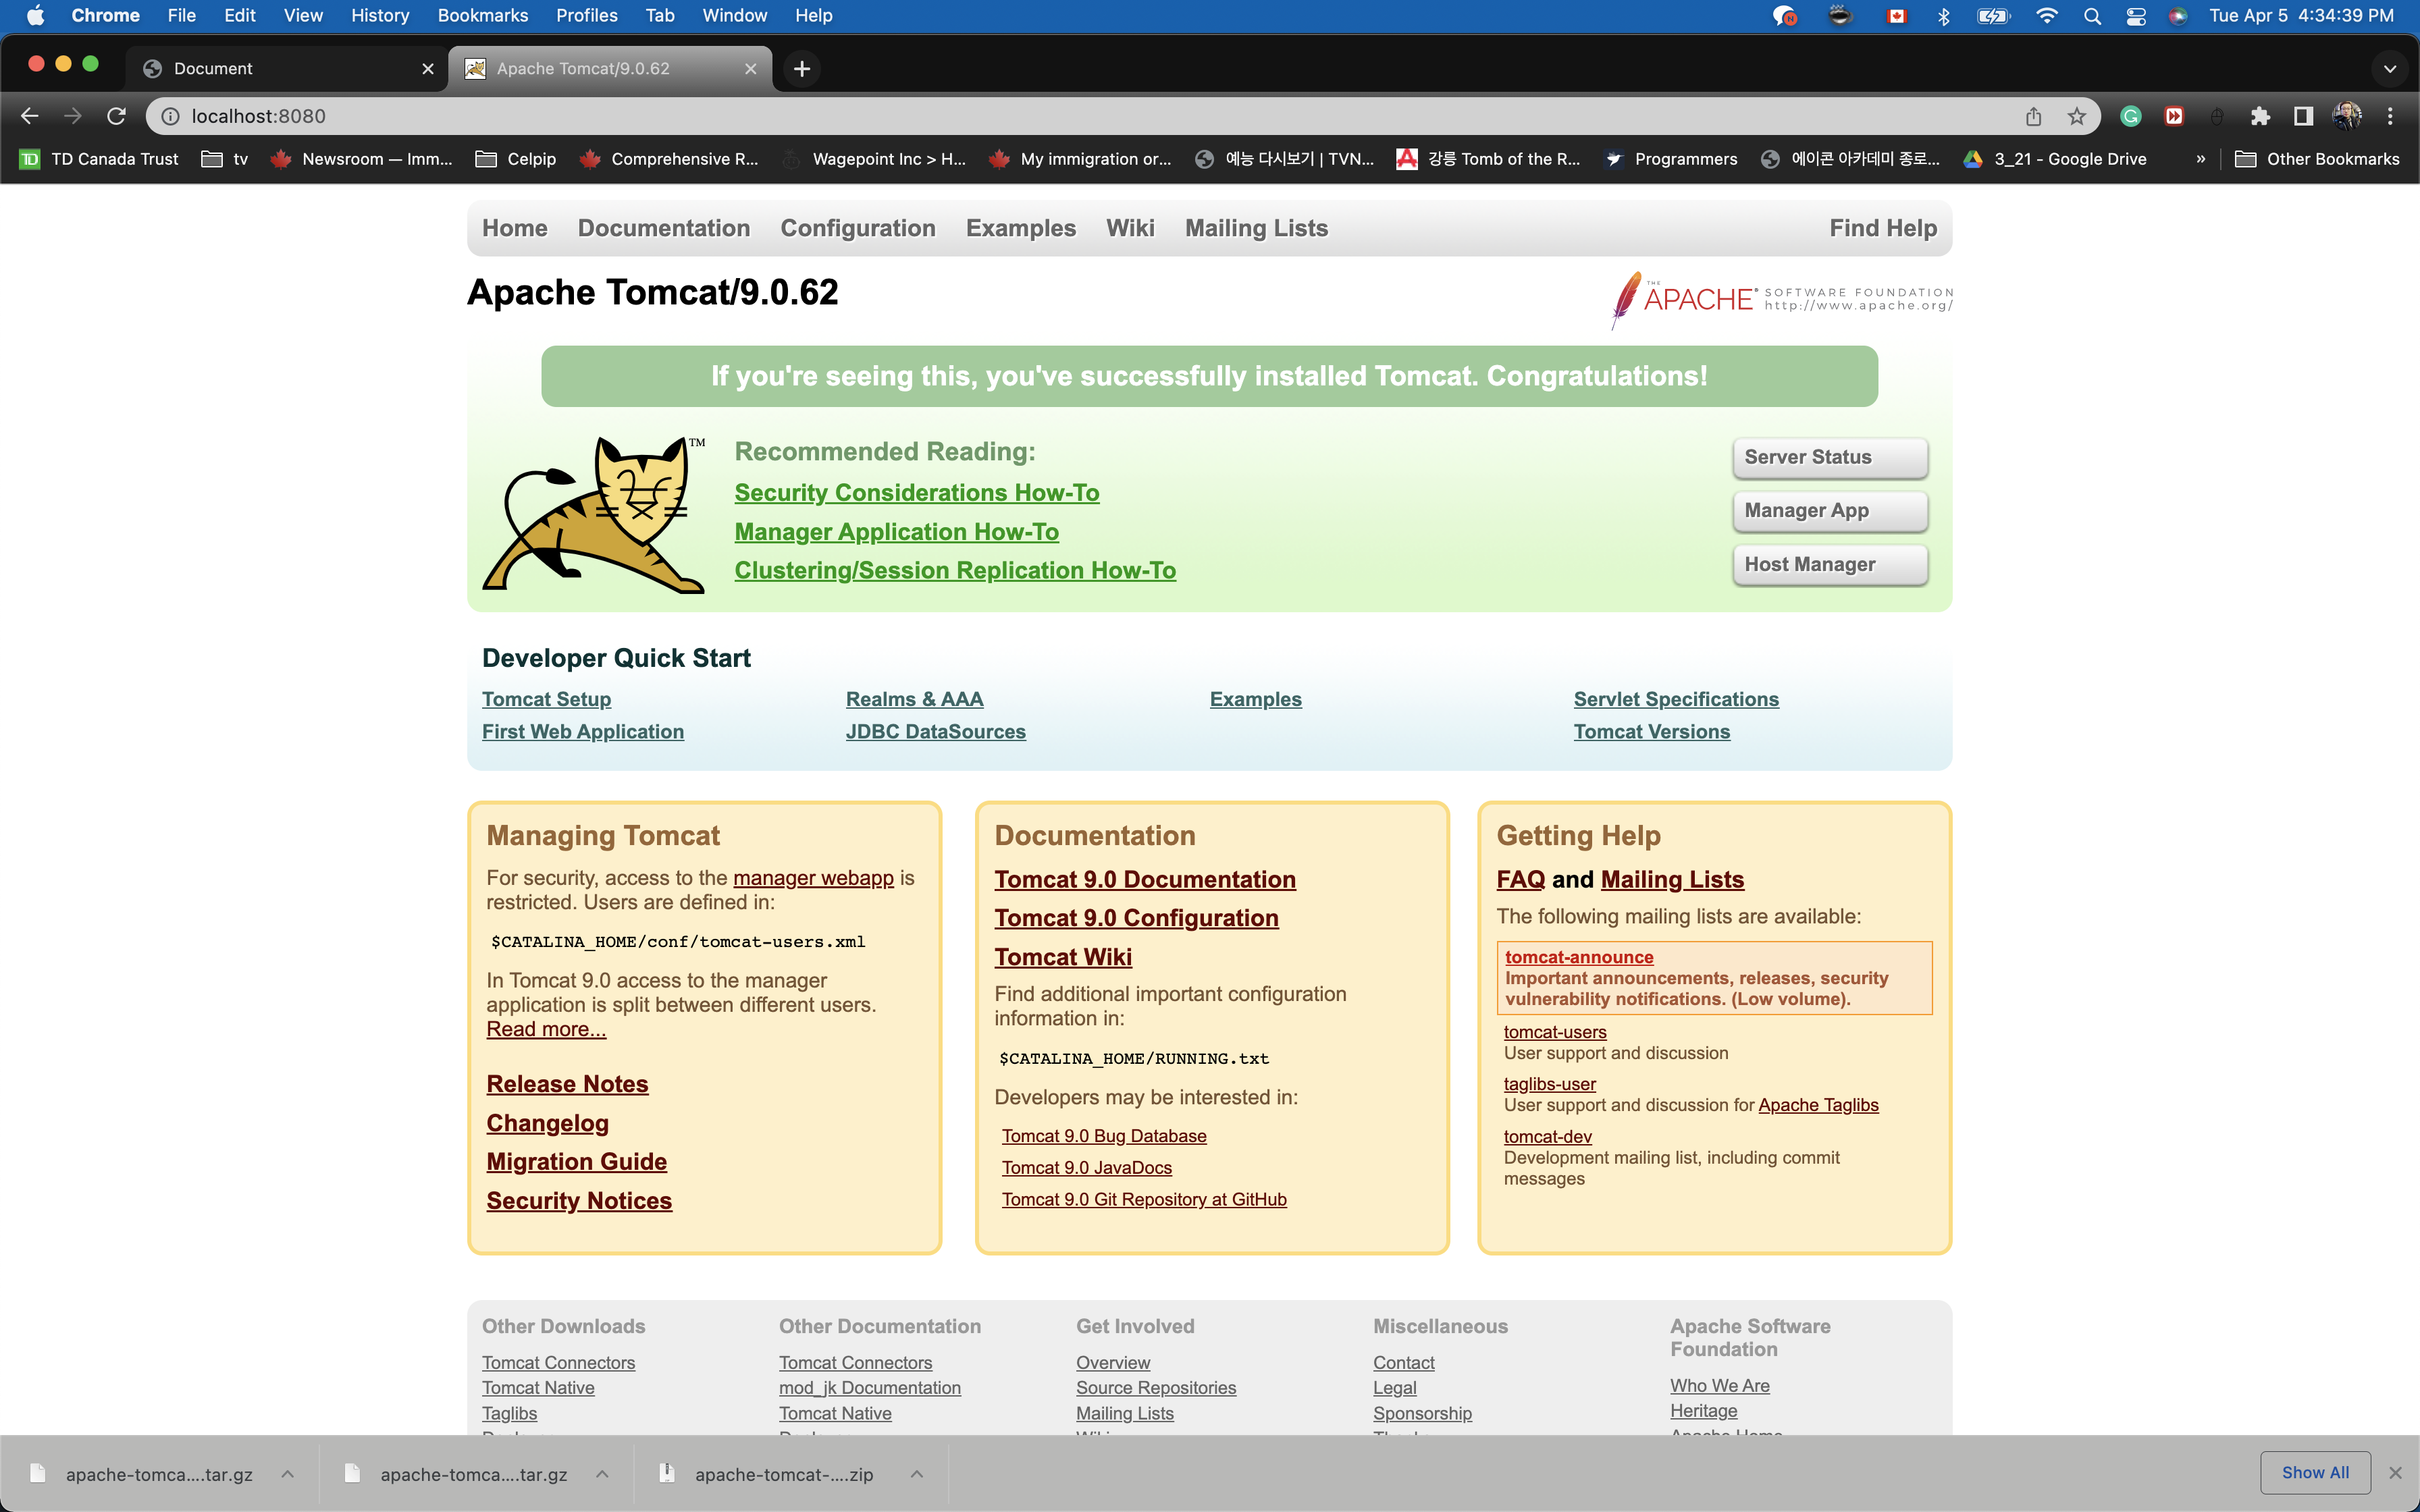 Chrome File Edit View History Bookmarks Profiles Tab Window Help Tue Apr 5 4:34:39 PM
Document
Apache Tomcat/9.0.62
localhost:8080
TD Canada Trust
tv
Newsroom — Imm...
Celpip
Comprehensive R...
Wagepoint Inc > H...
My immigration or...
예능 다시보기 | TVN...
강릉 Tomb of the R...
Programmers
에이콘 아카데미 종로...
3_21 - Google Drive
»
Other Bookmarks
Home Documentation Configuration Examples Wiki Mailing Lists Find Help
Apache Tomcat/9.0.62
THE
APACHE® SOFTWARE FOUNDATION
http://www.apache.org/
If you're seeing this, you've successfully installed Tomcat. Congratulations!
TM
Recommended Reading:
Security Considerations How-To
Manager Application How-To
Clustering/Session Replication How-To
Server Status
Manager App
Host Manager
Developer Quick Start
Tomcat Setup
First Web Application
Realms & AAA
JDBC DataSources
Examples
Servlet Specifications
Tomcat Versions
Managing Tomcat
For security, access to the manager webapp is
restricted. Users are defined in:
$CATALINA_HOME/conf/tomcat-users.xml
In Tomcat 9.0 access to the manager
application is split between different users.
Read more...
Release Notes
Changelog
Migration Guide
Security Notices
Documentation
Tomcat 9.0 Documentation
Tomcat 9.0 Configuration
Tomcat Wiki
Find additional important configuration
information in:
$CATALINA_HOME/RUNNING.txt
Developers may be interested in:
Tomcat 9.0 Bug Database
Tomcat 9.0 JavaDocs
Tomcat 9.0 Git Repository at GitHub
Getting Help
FAQ and Mailing Lists
The following mailing lists are available:
tomcat-announce
Important announcements, releases, security
vulnerability notifications. (Low volume).
tomcat-users
User support and discussion
taglibs-user
User support and discussion for Apache Taglibs
tomcat-dev
Development mailing list, including commit
messages
Other Downloads
Tomcat Connectors
Tomcat Native
Taglibs
Other Documentation
Tomcat Connectors
mod_jk Documentation
Tomcat Native
Get Involved
Overview
Source Repositories
Mailing Lists
Miscellaneous
Contact
Legal
Sponsorship
Apache Software
Foundation
Who We Are
Heritage
apache-tomca....tar.gz
apache-tomca....tar.gz
apache-tomcat-....zip
Show All